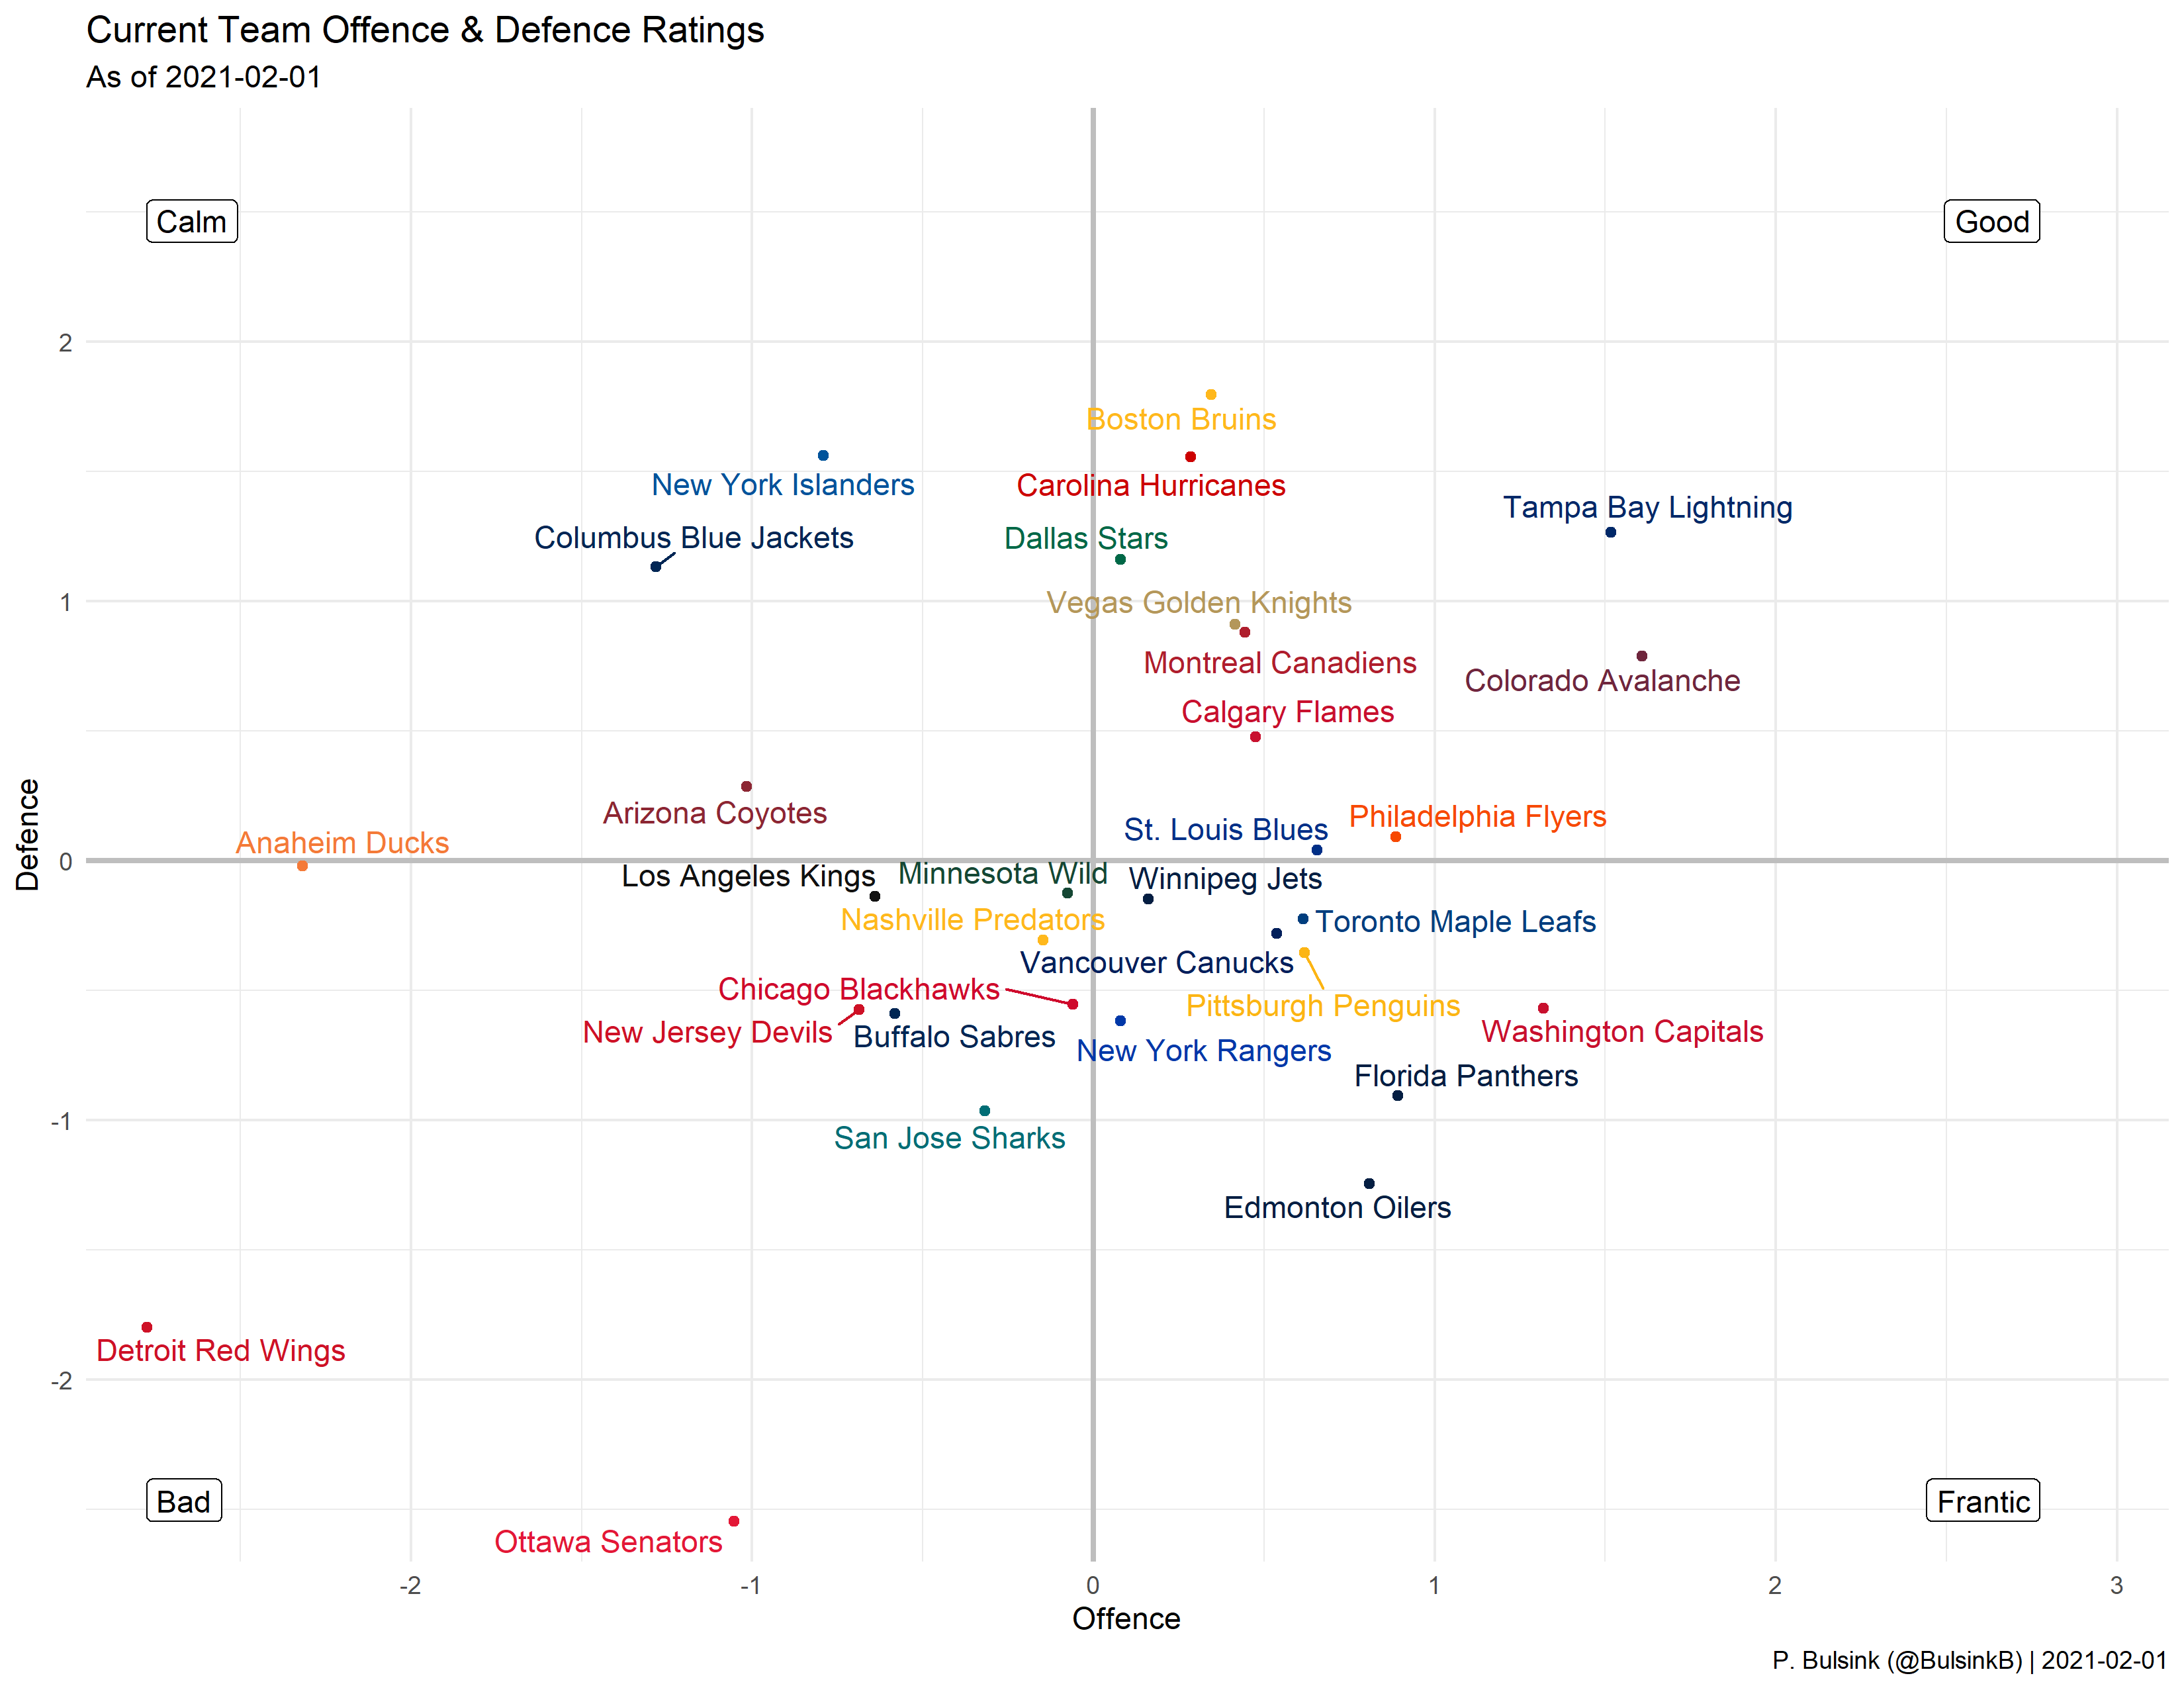 Current Team Offence & Defence Ratings
As of 2021-02-01
Calm
Good
2
Boston Bruins
New York Islanders
Carolina Hurricanes
Tampa Bay Lightning
Columbus Blue Jackets
Dallas Stars
1
Vegas Golden Knights
Montreal Canadiens
Colorado Avalanche
Calgary Flames
Arizona Coyotes
Philadelphia Flyers
St. Louis Blues
Anaheim Ducks
Defence
0
Los Angeles Kings
Minnesota Wild
Winnipeg Jets
Nashville Predators
Toronto Maple Leafs
Vancouver Canucks
Chicago Blackhawks
Pittsburgh Penguins
New Jersey Devils
Buffalo Sabres
Washington Capitals
New York Rangers
Florida Panthers
-1
San Jose Sharks
Edmonton Oilers
Detroit Red Wings
-2
Bad
Frantic
Ottawa Senators
-2
-1
0
1
2
3
Offence
P. Bulsink (@BulsinkB) | 2021-02-01